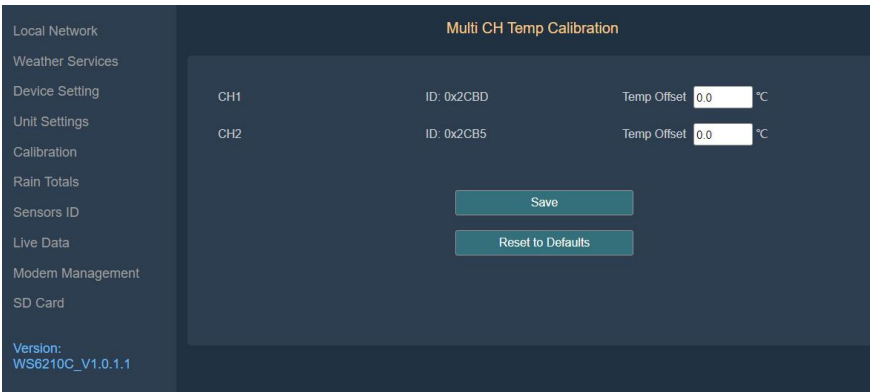 Local Network
Weather Services
Device Setting
Unit Settings
Calibration
Rain Totals
Sensors ID
Live Data
Modem Management
SD Card
Version:
WS6210C_V1.0.1.1
Multi CH Temp Calibration
CH1 ID: 0x2CBD Temp Offset 0.0 ℃
CH2 ID: 0x2CB5 Temp Offset 0.0 ℃
Save
Reset to Defaults